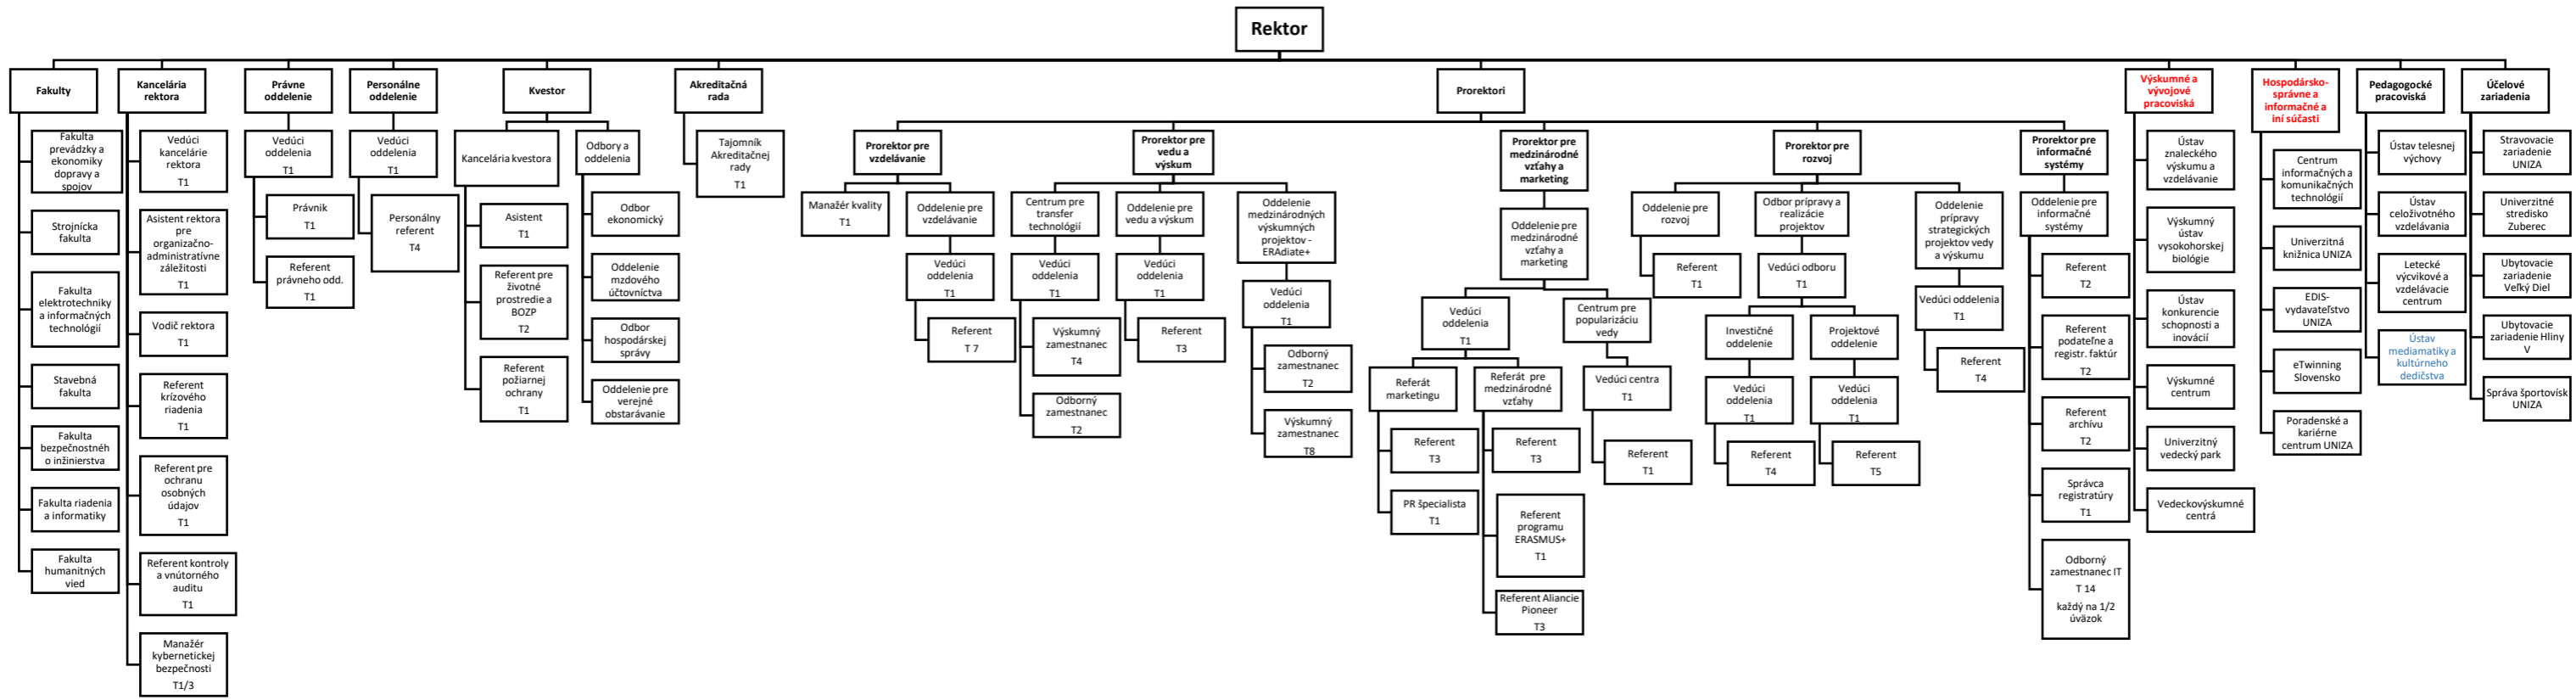 Rektor
Fakulty
Fakulta
prevádzky a
ekonomiky
dopravy a
spojov
Strojnícka
fakulta
Fakulta
elektrotechniky
a informačných
technológií
Stavebná
fakulta
Fakulta
bezpečnostnéh
o inžinierstva
Fakulta riadenia
a informatiky
Fakulta
humanitných
vied
Kancelária
rektora
Vedúci
kancelárie
rektora
T1
Asistent rektora
pre
organizačno-
administratívne
záležitosti
T1
Vodič rektora
T1
Referent
krízového
riadenia
T1
Referent pre
ochranu
osobných
údajov
T1
Referent kontroly
a vnútorného
auditu
T1
Manažér
kybernetickej
bezpečnosti
T1/3
Právne
oddelenie
Vedúci
oddelenia
T1
Právnik
T1
Referent
právneho odd.
T1
Personálne
oddelenie
Vedúci
oddelenia
T1
Personálny
referent
T4
Kvestor
Kancelária kvestora
Asistent
T1
Referent pre
životné
prostredie a
BOZP
T2
Referent
požiarnej
ochrany
T1
Odbory a
oddelenia
Odbor
ekonomický
Oddelenie
mzdového
účtovníctva
Odbor
hospodárskej
správy
Oddelenie pre
verejné
obstarávanie
Akreditačná
rada
Tajomník
Akreditačnej
rady
T1
Prorektori
Prorektor pre
vzdelávanie
Manažér kvality
T1
Oddelenie pre
vzdelávanie
Vedúci
oddelenia
T1
Referent
T 7
Prorektor pre
vedu a
výskum
Centrum pre
transfer
technológií
Vedúci
oddelenia
T1
Výskumný
zamestnanec
T4
Odborný
zamestnanec
T2
Oddelenie pre
vedu a výskum
Vedúci
oddelenia
T1
Referent
T3
Oddelenie
medzinárodných
výskumných
projektov -
ERAdiate+
Vedúci
oddelenia
T1
Odborný
zamestnanec
T2
Výskumný
zamestnanec
T8
Prorektor pre
medzinárodné
vzťahy a
marketing
Oddelenie pre
medzinárodné
vzťahy a
marketing
Vedúci
oddelenia
T1
Referát
marketingu
Referent
T3
PR špecialista
T1
Referát pre
medzinárodné
vzťahy
Referent
T3
Referent
programu
ERASMUS+
T1
Referent Aliancie
Pioneer
T3
Centrum pre
popularizáciu
vedy
Vedúci centra
T1
Referent
T1
Prorektor pre
rozvoj
Oddelenie pre
rozvoj
Referent
T1
Odbor prípravy a
realizácie
projektov
Vedúci odboru
T1
Investičné
oddelenie
Vedúci
oddelenia
T1
Referent
T4
Projektové
oddelenie
Vedúci
oddelenia
T1
Referent
T5
Oddelenie
prípravy
strategických
projektov vedy
a výskumu
Vedúci oddelenia
T1
Referent
T4
Prorektor pre
informačné
systémy
Oddelenie pre
informačné
systémy
Referent
T2
Referent
podateľne a
registr. faktúr
T2
Referent
archívu
T2
Správca
registratúry
T1
Odborný
zamestnanec IT
T 14
každý na 1/2
úväzok
Výskumné a
vývojové
pracoviská
Ústav
znaleckého
výskumu a
vzdelávanie
Výskumný
ústav
vysokohorskej
biológie
Ústav
konkurencie
schopnosti a
inovácií
Výskumné
centrum
Univerzitný
vedecký park
Vedeckovýskumné
centrá
Hospodársko-
správne a
informačné a
iní súčasti
Centrum
informačných a
komunikačných
technológií
Univerzitná
knižnica UNIZA
EDIS-
vydavateľstvo
UNIZA
eTwinning
Slovensko
Poradenské a
kariérne
centrum UNIZA
Pedagogocké
pracoviská
Ústav telesnej
výchovy
Ústav
celoživotného
vzdelávania
Letecké
výcvikové a
vzdelávacie
centrum
Ústav
mediamatiky a
kultúrneho
dedičstva
Účelové
zariadenia
Stravovacie
zariadenie
UNIZA
Univerzitné
stredisko
Zuberec
Ubytovacie
zariadenie
Veľký Diel
Ubytovacie
zariadenie Hliny
V
Správa športovísk
UNIZA